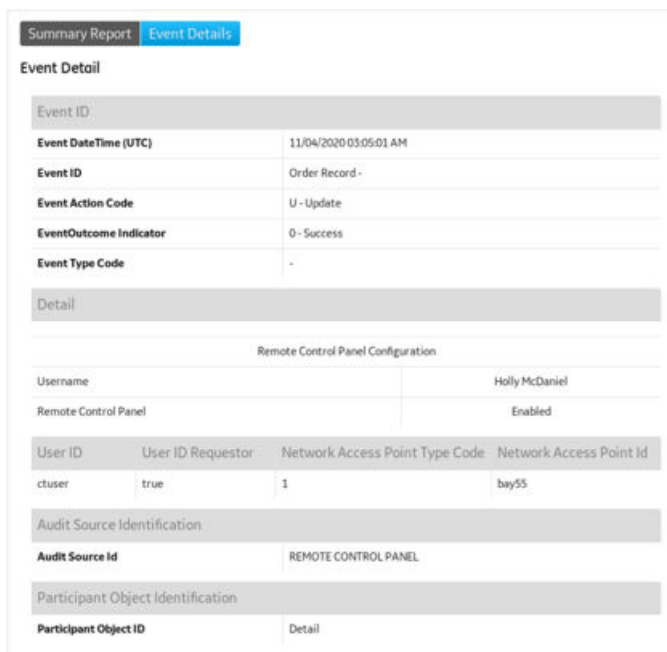 Summary Report Event Details
Event Detail
Event ID
Event DateTime (UTC) 11/04/2020 03:05:01 AM
Event ID Order Record -
Event Action Code U - Update
EventOutcome Indicator 0 - Success
Event Type Code -
Detail
Remote Control Panel Configuration
Username Holly McDaniel
Remote Control Panel Enabled
User ID User ID Requestor Network Access Point Type Code Network Access Point Id
ctuser true 1 bay55
Audit Source Identification
Audit Source Id REMOTE CONTROL PANEL
Participant Object Identification
Participant Object ID Detail